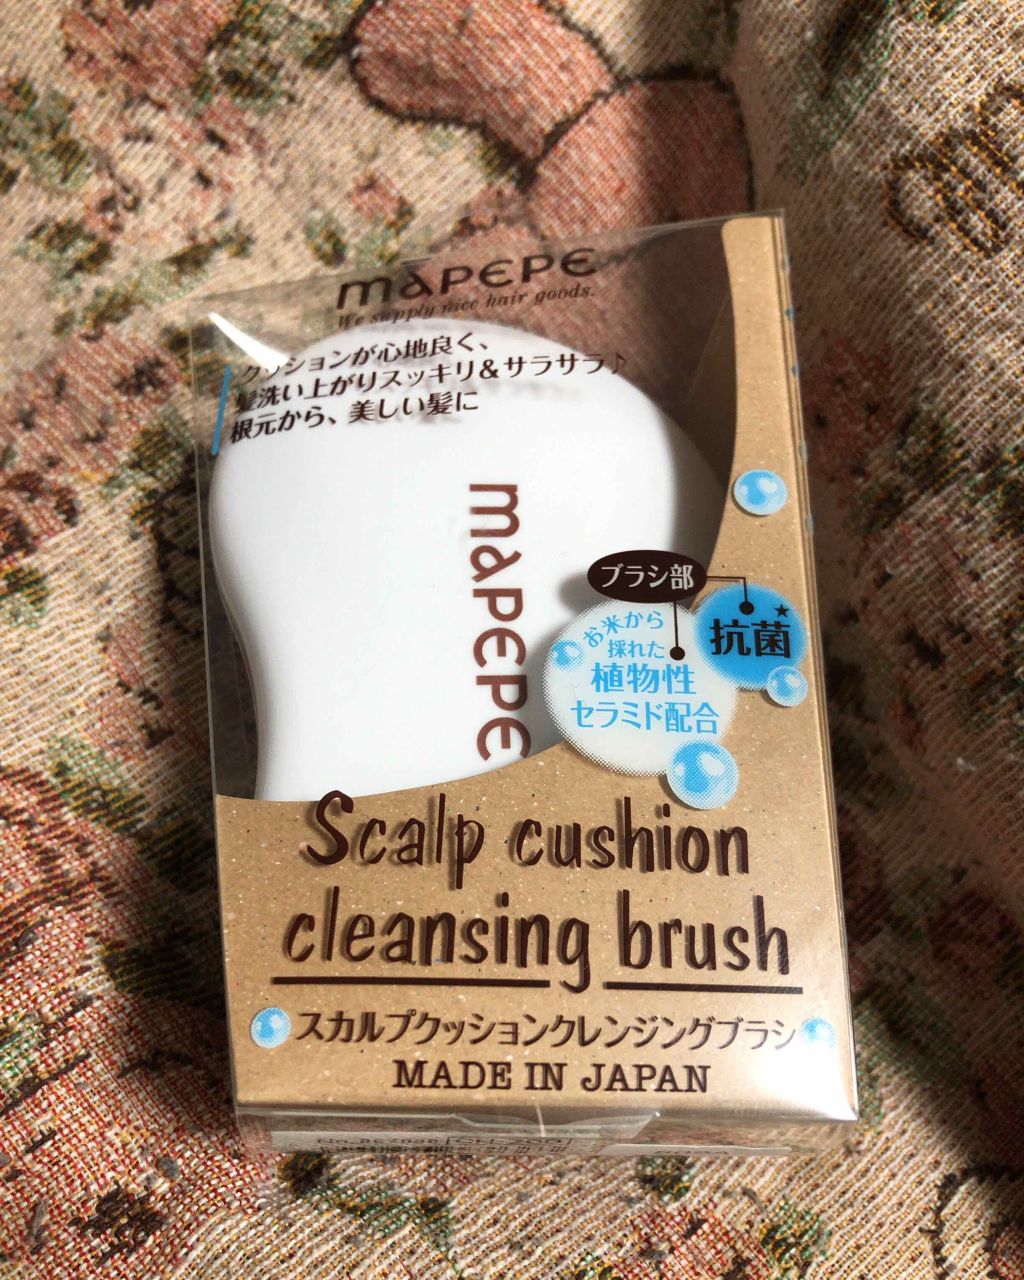 mapepe
We supply nice hair goods.
クッションが心地良く、
髪洗い上がりスッキリ&サラサラ♪
根元から、美しい髪に
mapepe
ブラシ部
お米から
採れた
植物性
セラミド配合
★
抗菌
Scalp cushion
cleansing brush
スカルプクッションクレンジングブラシ
MADE IN JAPAN